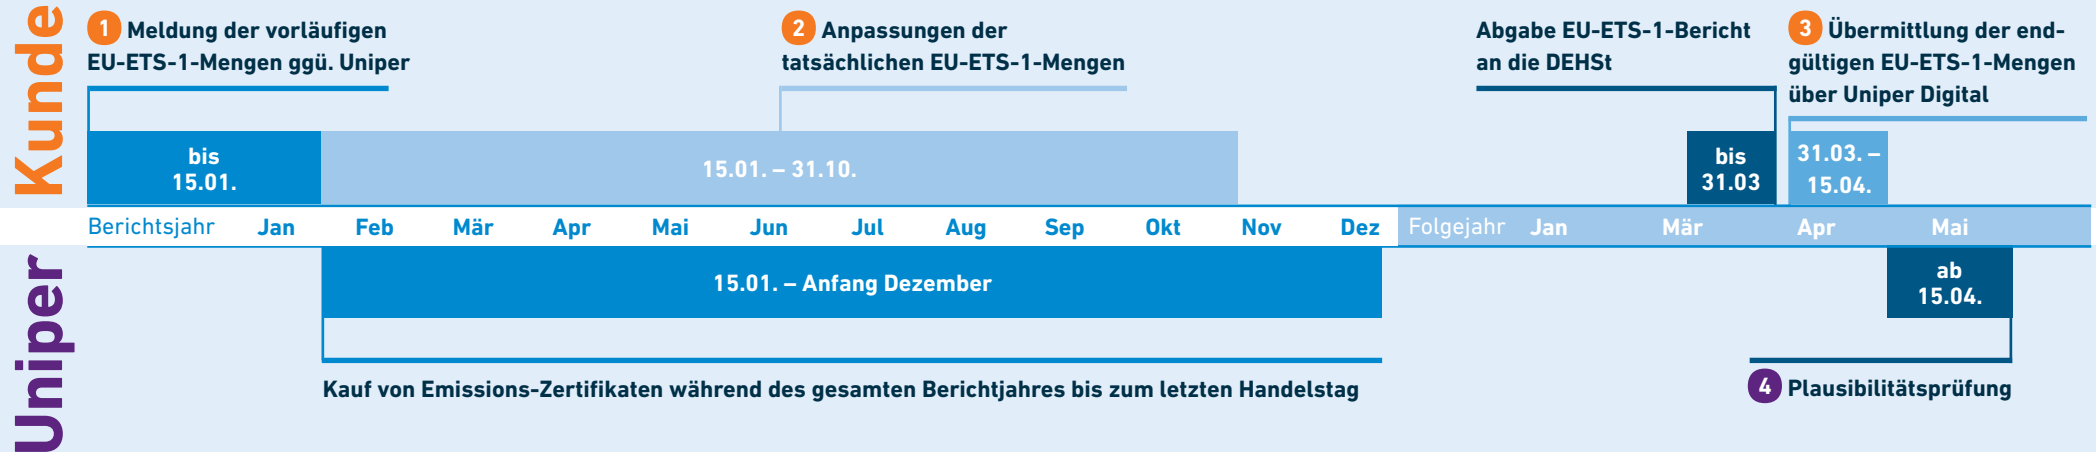 Kunde
1 Meldung der vorläufigen
EU-ETS-1-Mengen ggü. Uniper
2 Anpassungen der
tatsächlichen EU-ETS-1-Mengen
Abgabe EU-ETS-1-Bericht
an die DEHSt
3 Übermittlung der end-
gültigen EU-ETS-1-Mengen
über Uniper Digital
bis
15.01.
15.01. – 31.10.
bis
31.03
31.03. –
15.04.
Berichtsjahr Jan Feb Mär Apr Mai Jun Jul Aug Sep Okt Nov Dez Folgejahr Jan Mär Apr Mai
Uniper
15.01. – Anfang Dezember
ab
15.04.
Kauf von Emissions-Zertifikaten während des gesamten Berichtjahres bis zum letzten Handelstag
4 Plausibilitätsprüfung